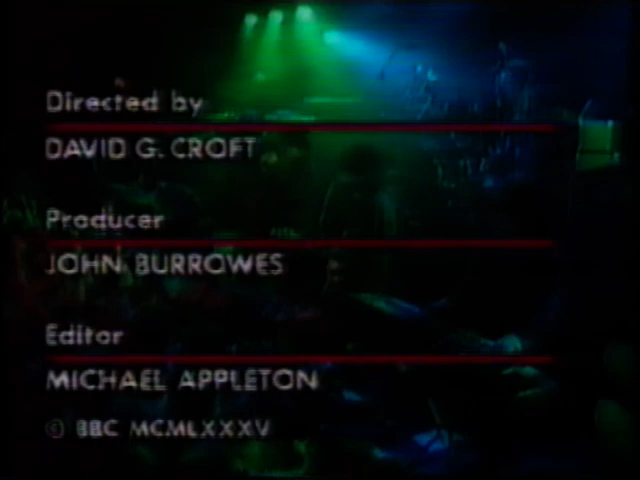 Directed by
DAVID G. CROFT
Producer
JOHN BURROWES
Editor
MICHAEL APPLETON
© BBC MCMLXXXV